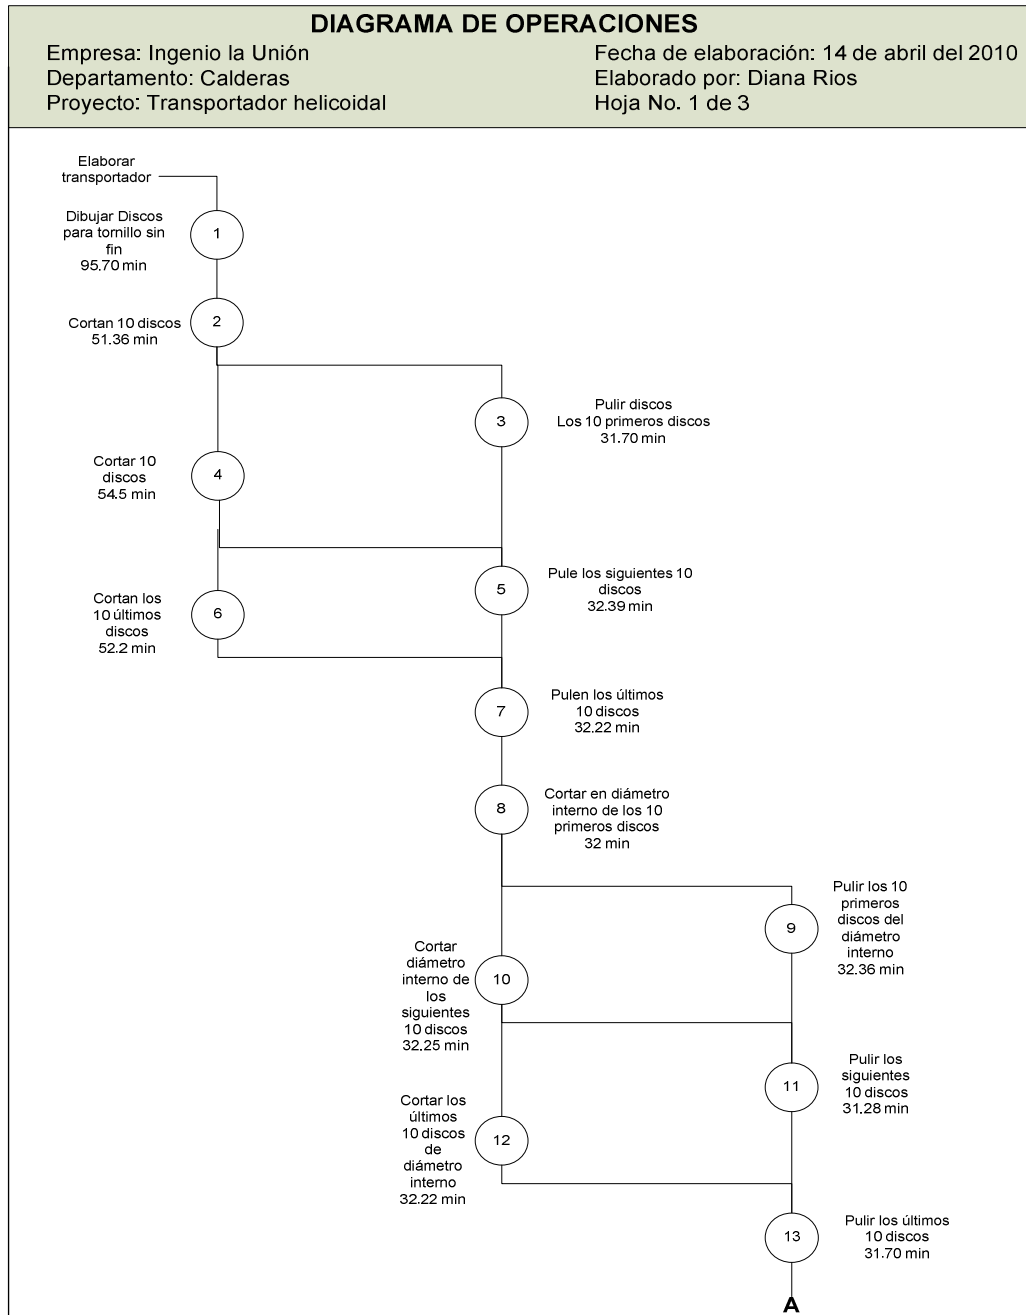 DIAGRAMA DE OPERACIONES
Empresa: Ingenio la Unión
Fecha de elaboración: 14 de abril del 2010
Departamento: Calderas
Elaborado por: Diana Rios
Proyecto: Transportador helicoidal
Hoja No. 1 de 3
Elaborar
transportador
Dibujar Discos
para tornillo sin
fin
95.70 min
1
Cortan 10 discos
51.36 min
2
3
Pulir discos
Los 10 primeros discos
31.70 min
Cortar 10
discos
54.5 min
4
5
Pule los siguientes 10
discos
32.39 min
Cortan los
10 últimos
discos
52.2 min
6
7
Pulen los últimos
10 discos
32.22 min
8
Cortar en diámetro
interno de los 10
primeros discos
32 min
9
Pulir los 10
primeros
discos del
diámetro
interno
32.36 min
Cortar
diámetro
interno de
los
siguientes
10 discos
32.25 min
10
11
Pulir los
siguientes
10 discos
31.28 min
Cortar los
últimos
10 discos
de
diámetro
interno
32.22 min
12
13
Pulir los últimos
10 discos
31.70 min
A